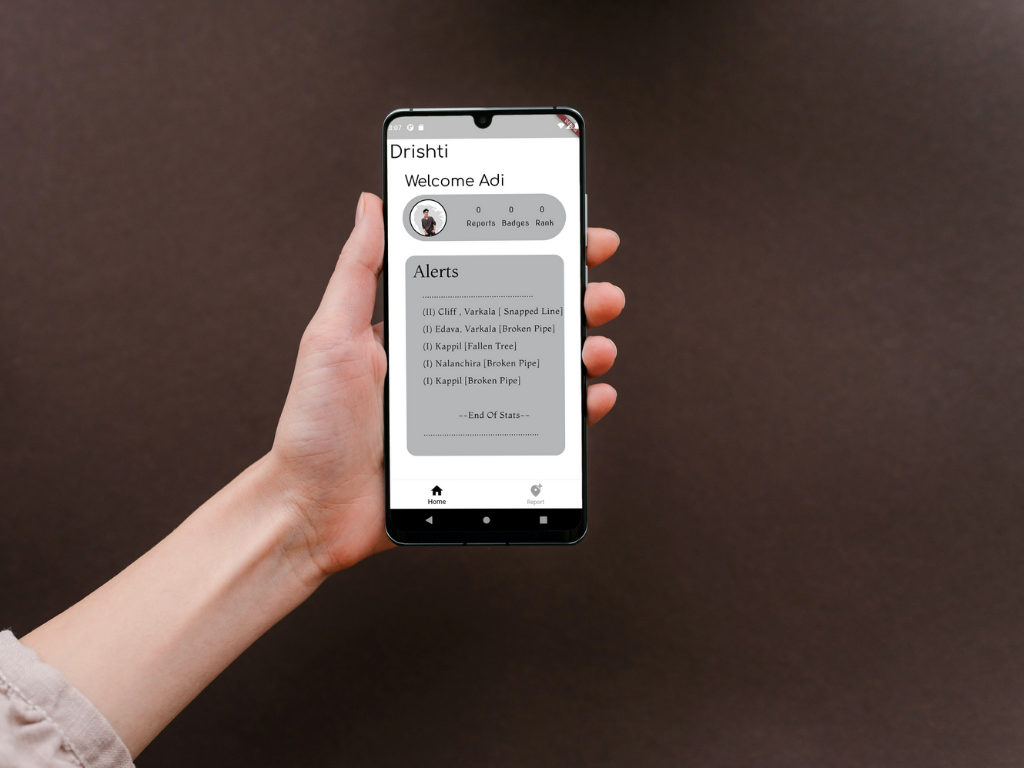 :07
Drishti
Welcome Adi
0 0 0
Reports Badges Rank
Alerts
(II) Cliff , Varkala [ Snapped Line]
(I) Edava, Varkala [Broken Pipe]
(I) Kappil [Fallen Tree]
(I) Nalanchira [Broken Pipe]
(I) Kappil [Broken Pipe]
--End Of Stats--
Home Report